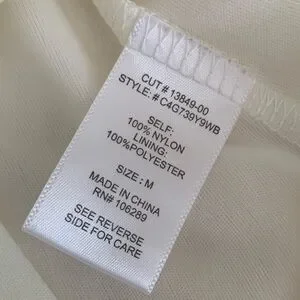 CUT # 13849-00
STYLE: # C4G739Y9WB
SELF:
100% NYLON
LINING:
100%POLYESTER
SIZE : M
MADE IN CHINA
RN# 106289
SEE REVERSE
SIDE FOR CARE